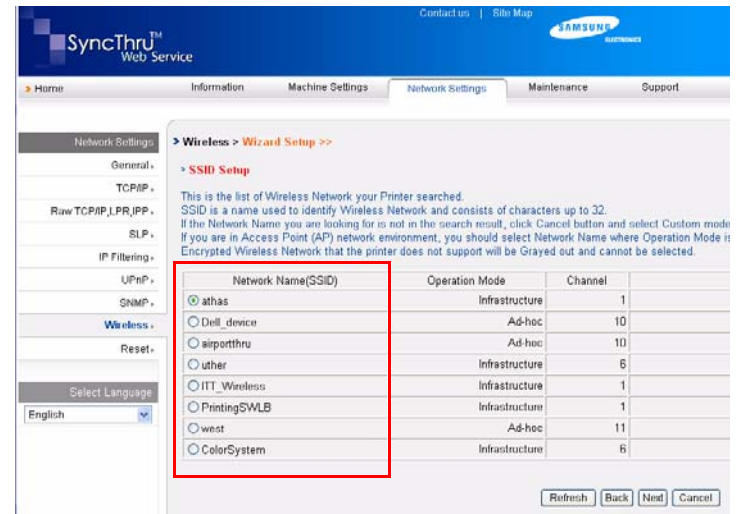 Contact us | Site Map
SAMSUNG
ELECTRONICS
SyncThru™
Web Service
Home
Information Machine Settings Network Settings Maintenance Support
Network Settings
General
TCP/IP
Raw TCP/IP,LPR,IPP
SLP
IP Filtering
UPnP
SNMP
Wireless
Reset
Select Language
English
Wireless > Wizard Setup >>
SSID Setup
This is the list of Wireless Network your Printer searched.
SSID is a name used to identify Wireless Network and consists of characters up to 32.
If the Network Name you are looking for is not in the search result, click Cancel button and select Custom mode
If you are in Access Point (AP) network environment, you should select Network Name where Operation Mode is
Encrypted Wireless Network that the printer does not support will be Grayed out and cannot be selected.
Network Name(SSID) Operation Mode Channel
athas Infrastructure 1
Dell_device Ad-hoc 10
airportthru Ad-hoc 10
uther Infrastructure 6
ITT_Wireless Infrastructure 1
PrintingSWLB Infrastructure 1
west Ad-hoc 11
ColorSystem Infrastructure 6
Refresh Back Next Cancel